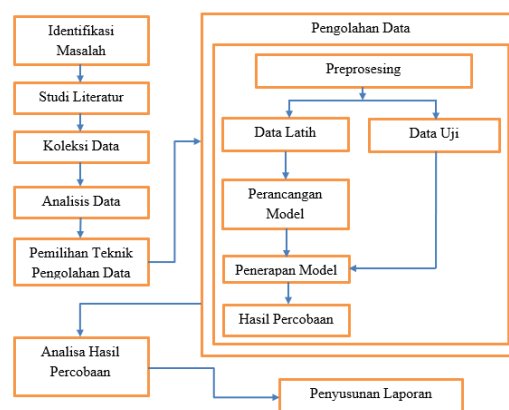 Identifikasi
Masalah
Studi Literatur
Koleksi Data
Analisis Data
Pemilihan Teknik
Pengolahan Data
Pengolahan Data
Preprosesing
Data Latih
Data Uji
Perancangan
Model
Penerapan Model
Hasil Percobaan
Analisa Hasil
Percobaan
Penyusunan Laporan